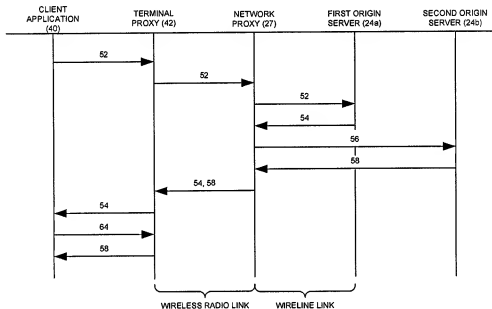 CLIENT
APPLICATION
(40)
TERMINAL
PROXY (42)
NETWORK
PROXY (27)
FIRST ORIGIN
SERVER (24a)
SECOND ORIGIN
SERVER (24b)
52
52
52
54
56
58
54, 58
54
64
58
WIRELESS RADIO LINK
WIRELINE LINK